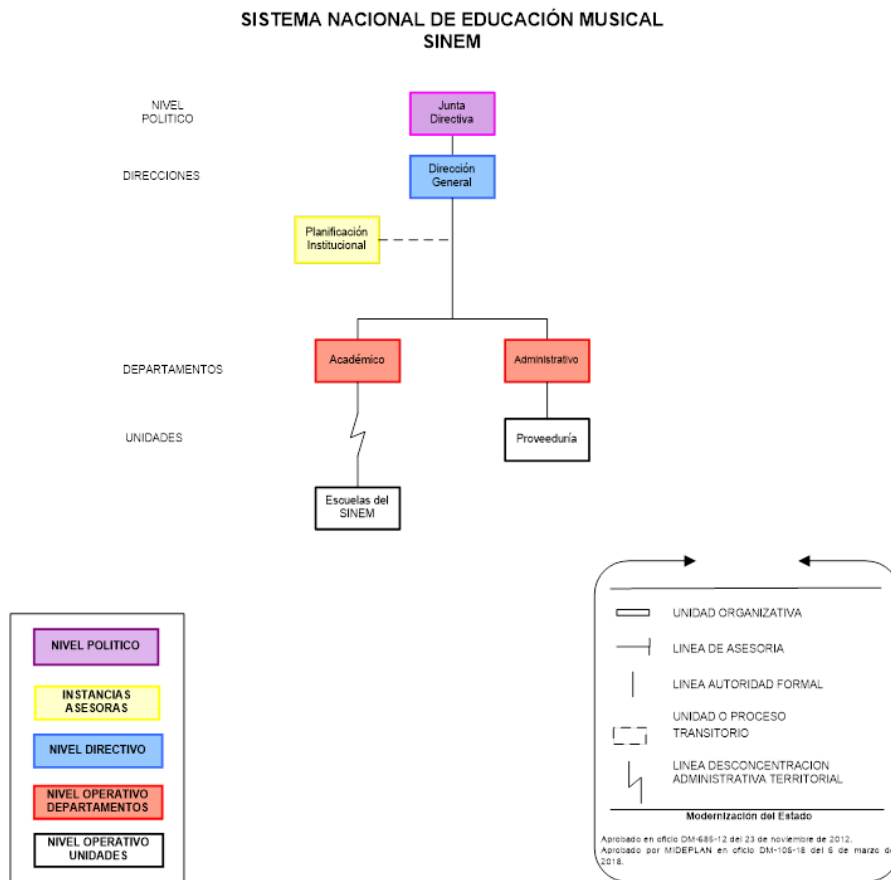 SISTEMA NACIONAL DE EDUCACIÓN MUSICAL
SINEM
NIVEL
POLITICO
Junta
Directiva
DIRECCIONES
Dirección
General
Planificación
Institucional
DEPARTAMENTOS
Académico
Administrativo
UNIDADES
Proveeduría
Escuelas del
SINEM
NIVEL POLITICO
INSTANCIAS
ASESORAS
NIVEL DIRECTIVO
NIVEL OPERATIVO
DEPARTAMENTOS
NIVEL OPERATIVO
UNIDADES
UNIDAD ORGANIZATIVA
LINEA DE ASESORIA
LINEA AUTORIDAD FORMAL
UNIDAD O PROCESO
TRANSITORIO
LINEA DESCONCENTRACION
ADMINISTRATIVA TERRITORIAL
Modernización del Estado
Aprobado en oficio DM-685-12 del 23 de noviembre de 2012.
Aprobado por MIDEPLAN en oficio DM-105-18 del 6 de marzo de
2018.